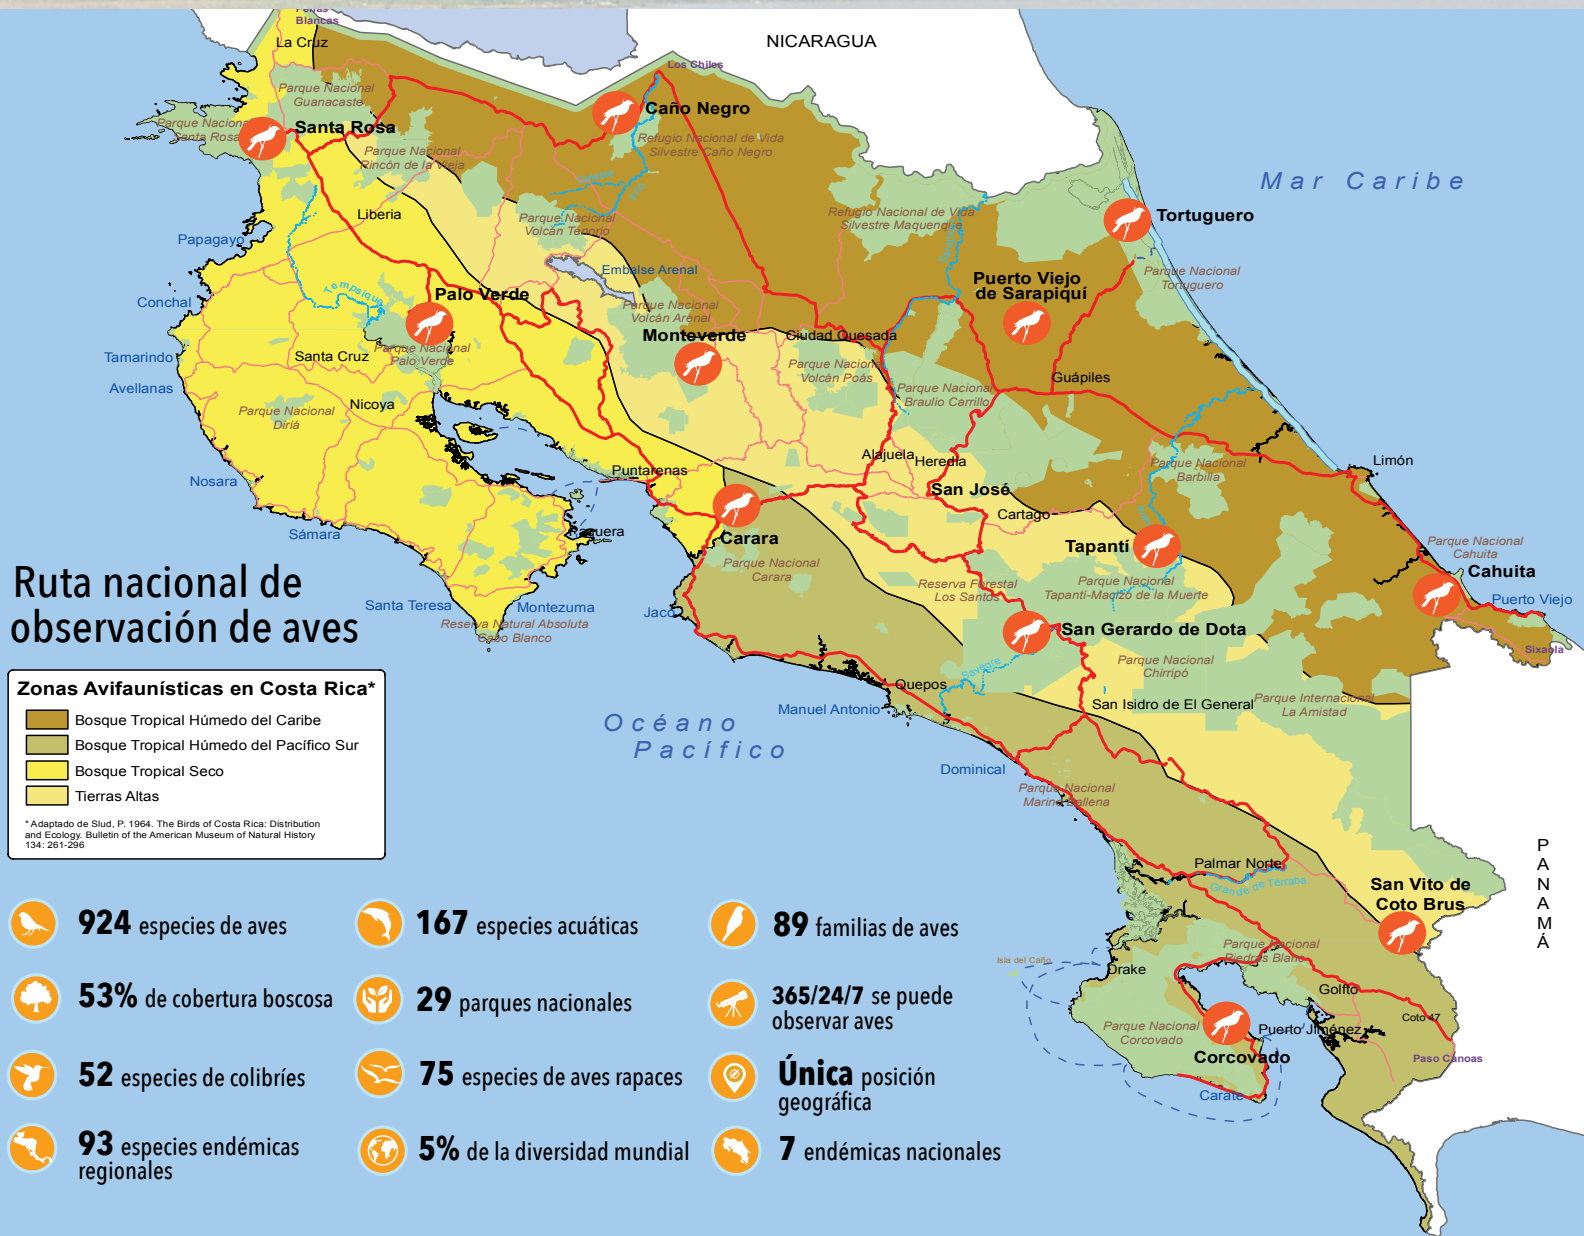 Peñas
Blancas
La Cruz
NICARAGUA
Los Chiles
Parque Nacional
Guanacaste
Caño Negro
Parque Nacional
Santa Rosa
Santa Rosa
Refugio Nacional de Vida
Silvestre Caño Negro
Parque Nacional
Rincón de la Vieja
Mar Caribe
Liberia
Parque Nacional
Volcán Tenorio
Refugio Nacional de Vida
Silvestre Maquenque
Tortuguero
Papagayo
Embalse Arenal
Parque Nacional
Tortuguero
Puerto Viejo
de Sarapiquí
Tempisque
Palo Verde
Conchal
Parque Nacional
Volcán Arenal
Monteverde
Ciudad Quesada
Tamarindo
Santa Cruz
Parque Nacional
Palo Verde
Parque Nacional
Volcán Poás
Guápiles
Avellanas
Parque Nacional
Braulio Carrillo
Nicoya
Parque Nacional
Diriá
Alajuela
Heredia
Limón
Puntarenas
Parque Nacional
Barbilla
Nosara
San José
Cartago
Sámara
Paquera
Carara
Tapantí
Parque Nacional
Cahuita
Parque Nacional
Carara
Cahuita
Reserva Forestal
Los Santos
Parque Nacional
Tapantí-Macizo de la Muerte
Puerto Viejo
Ruta nacional de
observación de aves
Santa Teresa
Montezuma
Reserva Natural Absoluta
Cabo Blanco
Jacó
San Gerardo de Dota
Sixaola
Savegre
Parque Nacional
Chirripó
Quepos
Manuel Antonio
San Isidro de El General
Parque Internacional
La Amistad
Océano
Pacífico
Zonas Avifaunísticas en Costa Rica*
Bosque Tropical Húmedo del Caribe
Bosque Tropical Húmedo del Pacífico Sur
Bosque Tropical Seco
Tierras Altas
* Adaptado de Slud, P. 1964. The Birds of Costa Rica: Distribution
and Ecology. Bulletin of the American Museum of Natural History
134: 261-296
Dominical
Parque Nacional
Marino Ballena
PANAMÁ
Palmar Norte
Grande de Térraba
San Vito de
Coto Brus
Parque Nacional
Piedras Blanc
Isla del Caño
Drake
Golfito
Coto 47
Parque Nacional
Corcovado
Puerto Jiménez
Corcovado
Paso Canoas
Carate
924 especies de aves
167 especies acuáticas
89 familias de aves
53% de cobertura boscosa
29 parques nacionales
365/24/7 se puede
observar aves
52 especies de colibríes
75 especies de aves rapaces
Única posición
geográfica
93 especies endémicas
regionales
5% de la diversidad mundial
7 endémicas nacionales